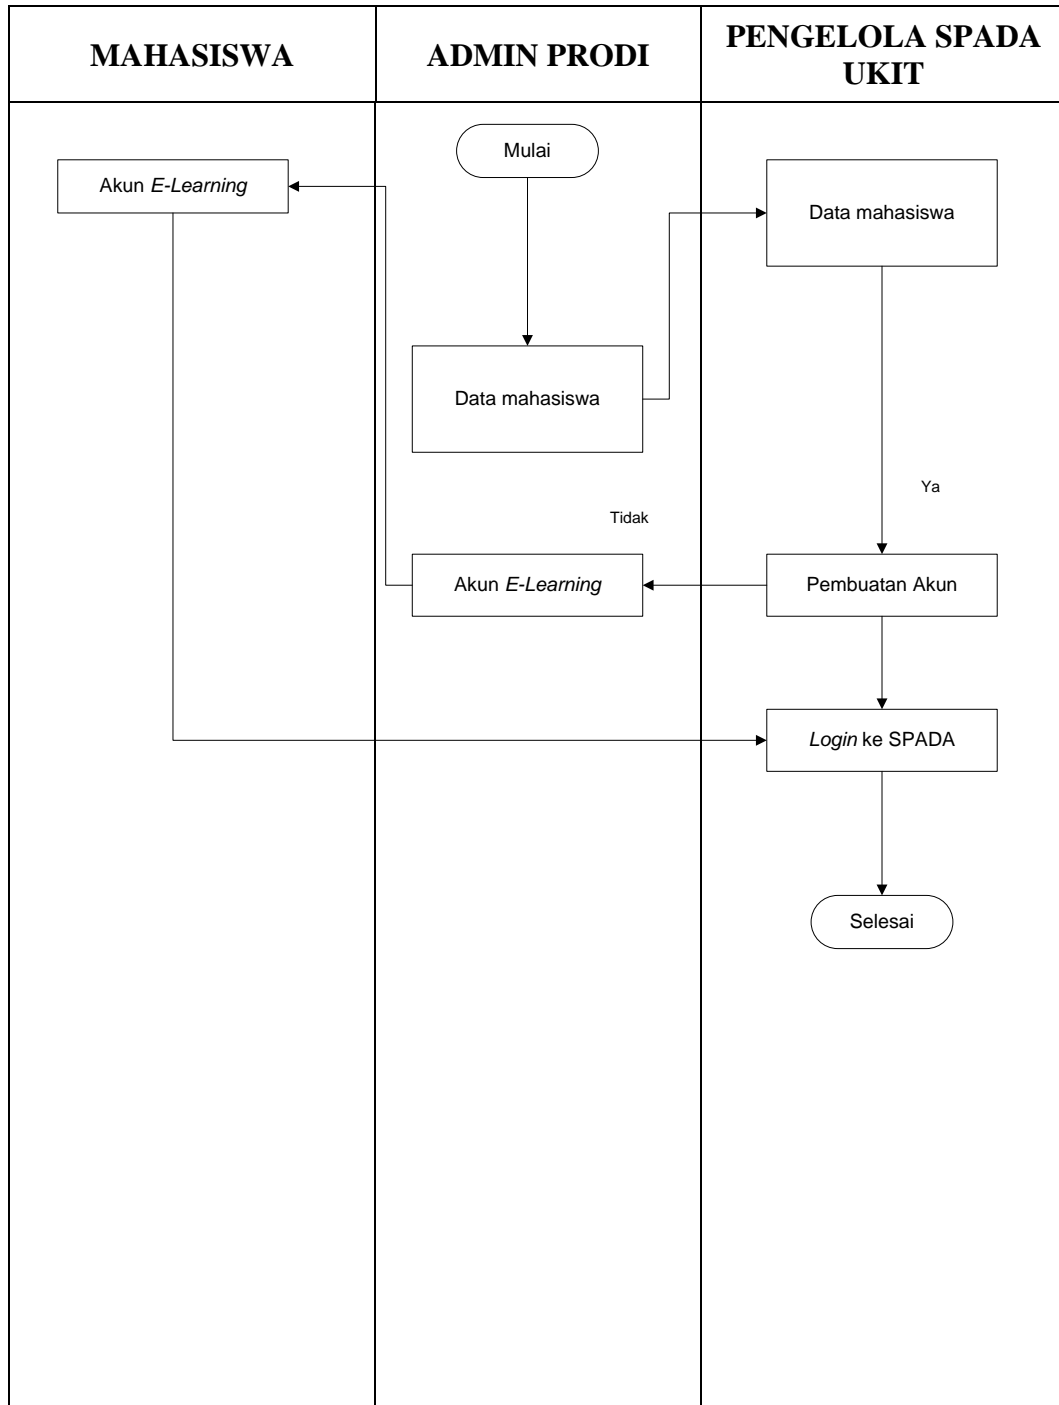 MAHASISWA
ADMIN PRODI
PENGELOLA SPADA
UKIT
Mulai
Akun E-Learning
Data mahasiswa
Data mahasiswa
Ya
Tidak
Akun E-Learning
Pembuatan Akun
Login ke SPADA
Selesai